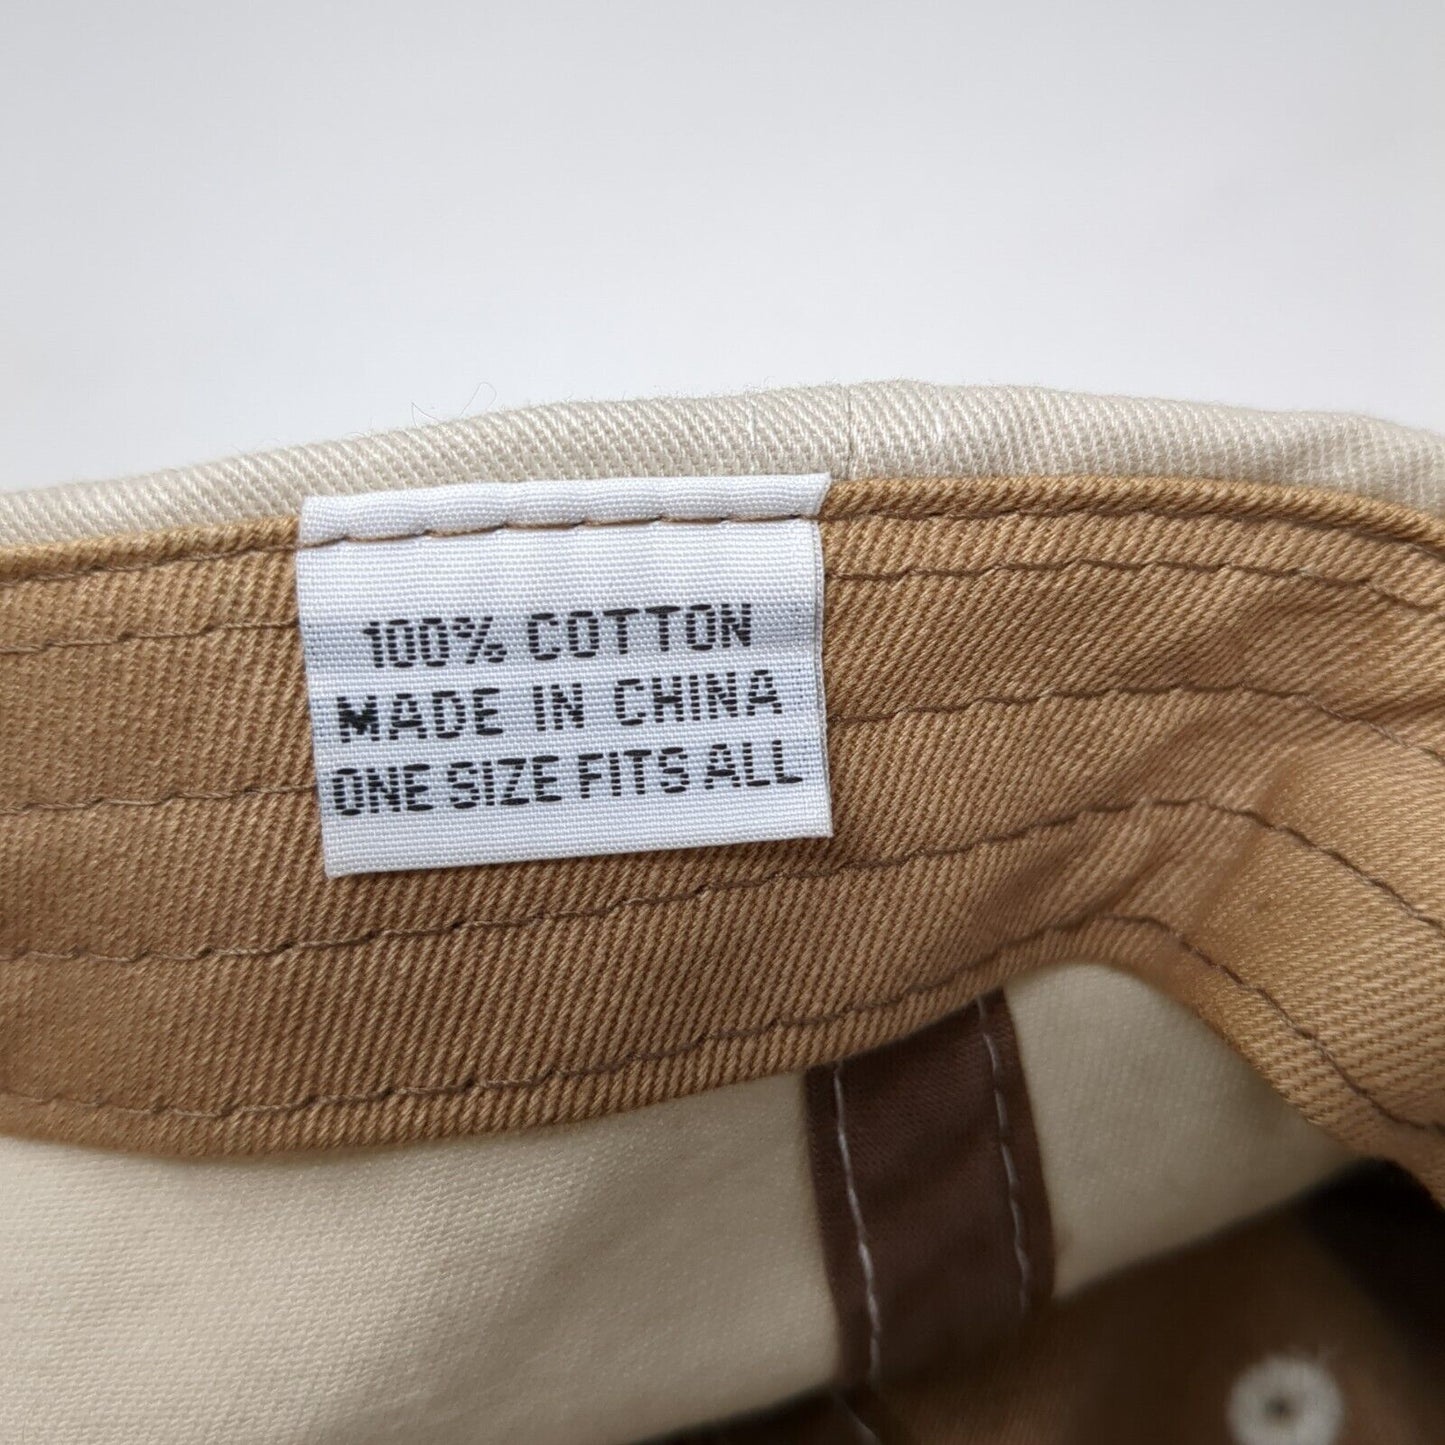 100% COTTON
MADE IN CHINA
ONE SIZE FITS ALL